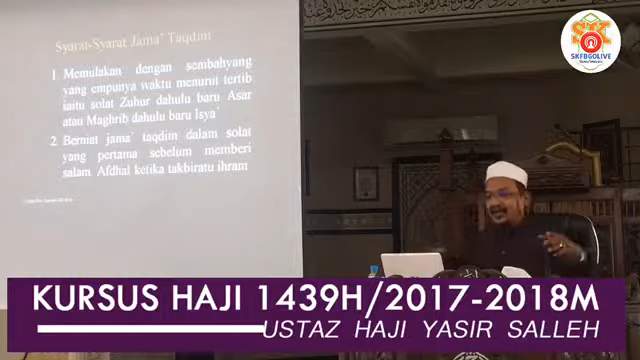 Syarat-Syarat Jama' Taqdim
1 Memulakan dengan sembahyang
yang empunya waktu menurut tertib
iaitu solat Zuhur dahulu baru Asar
atau Maghrib dahulu baru Isya'
2. Berniat jama' taqdim dalam solat
yang pertama sebelum memberi
salam. Afdhal ketika takbiratu ihram
SKFBGOLIVE
KURSUS HAJI 1439H/2017-2018M
USTAZ HAJI YASIR SALLEH